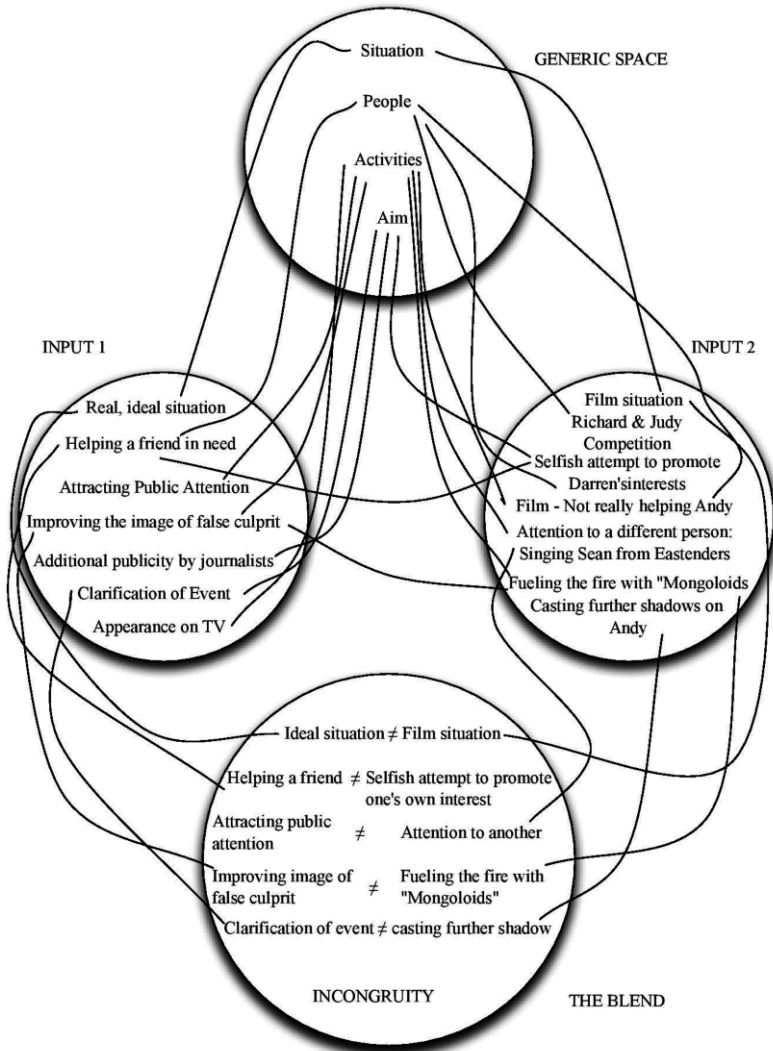 Situation
GENERIC SPACE
People
Activities
Aim
INPUT 1
INPUT 2
Real, ideal situation
Helping a friend in need
Attracting Public Attention
Improving the image of false culprit
Additional publicity by journalists
Clarification of Event
Appearance on TV
Film situation
Richard & Judy
Competition
Selfish attempt to promote
Darren'sinterests
Film - Not really helping Andy
Attention to a different person:
Singing Sean from Eastenders
Fueling the fire with "Mongoloids
Casting further shadows on
Andy
Ideal situation ≠ Film situation
Helping a friend ≠ Selfish attempt to promote
one's own interest
Attracting public
attention ≠ Attention to another
Improving image of Fueling the fire with
false culprit ≠ "Mongoloids"
Clarification of event ≠ casting further shadow
INCONGRUITY
THE BLEND